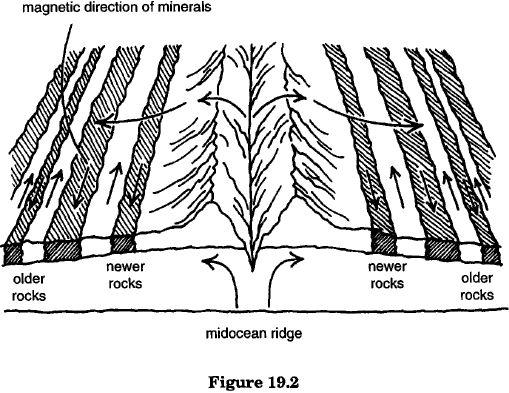 magnetic direction of minerals
older
rocks
newer
rocks
newer
rocks
older
rocks
midocean ridge
Figure 19.2